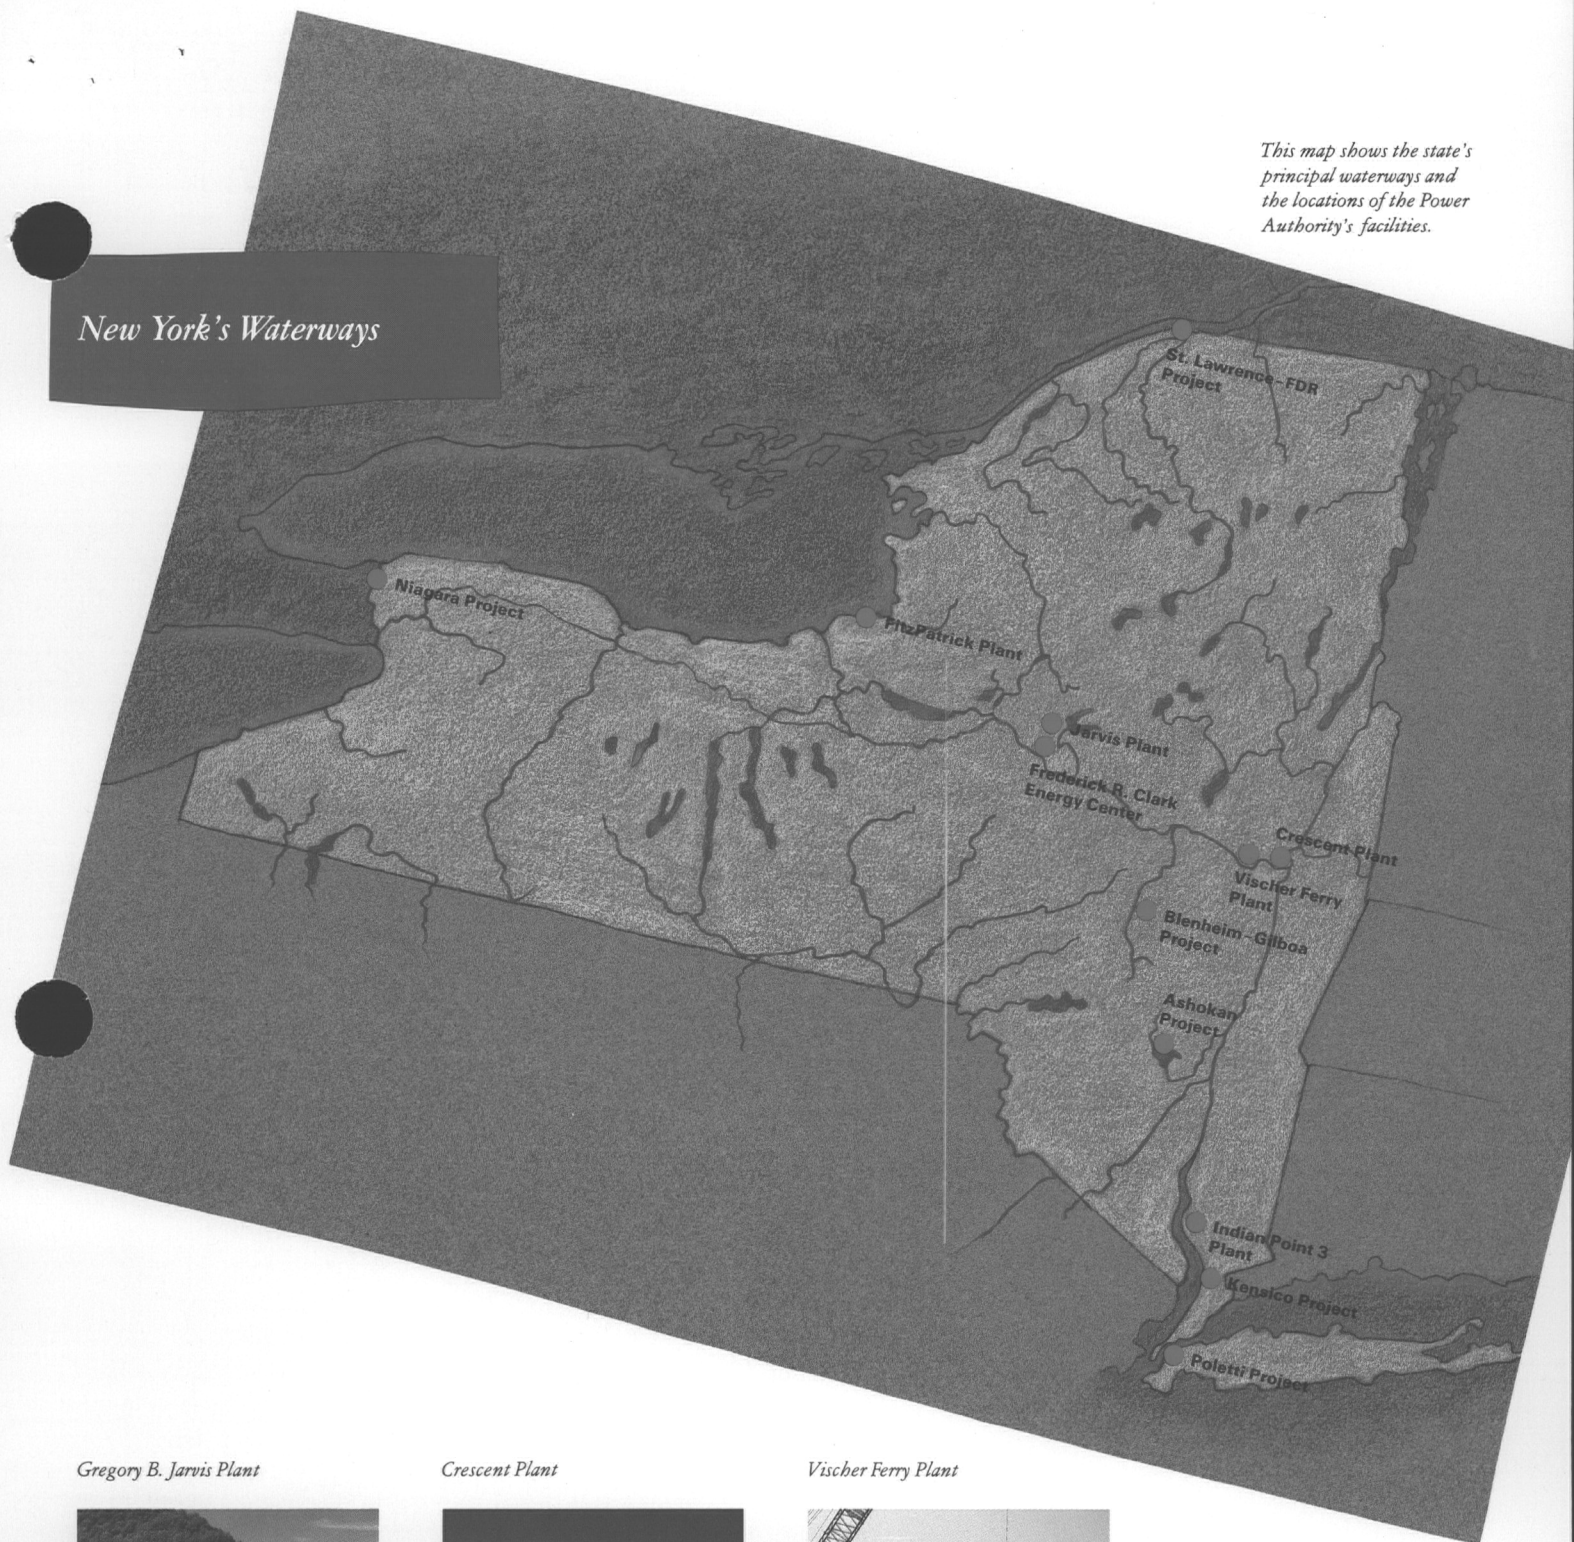 This map shows the state's
principal waterways and
the locations of the Power
Authority's facilities.
New York's Waterways
St. Lawrence–FDR
Project
Niagara Project
FitzPatrick Plant
Jarvis Plant
Frederick R. Clark
Energy Center
Crescent Plant
Vischer Ferry
Plant
Blenheim–Gilboa
Project
Ashokan
Project
Indian Point 3
Plant
Kensico Project
Poletti Project
Gregory B. Jarvis Plant
Crescent Plant
Vischer Ferry Plant